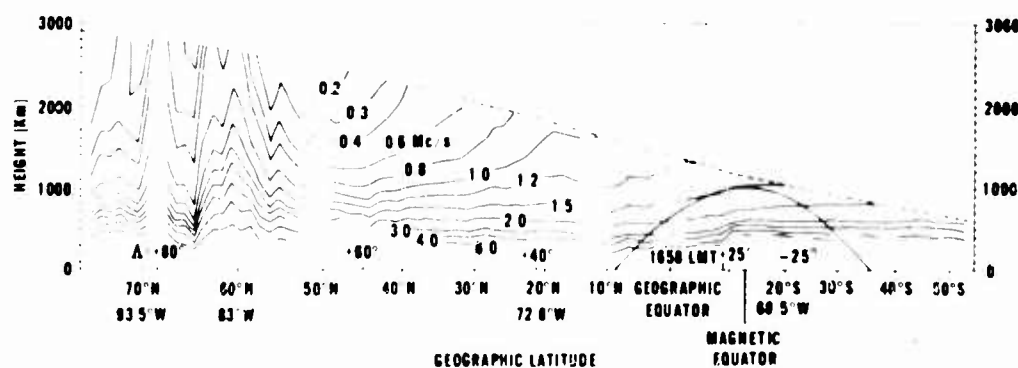 3000 3000
HEIGHT (Km)
2000 2000
1000 1000
0 0
0.2
0.3
0.4 0.6 Mc/s
0.8 1.0 1.2
1.5
2.0
3.0 4.0 6.0
Λ +80° +60° +40° 1658 LMT +25° -25°
70°N 60°N 50°N 40°N 30°N 20°N 10°N GEOGRAPHIC EQUATOR 20°S 30°S 40°S 50°S
93.5°W 83°W 72.8°W 60.5°W
MAGNETIC EQUATOR
GEOGRAPHIC LATITUDE